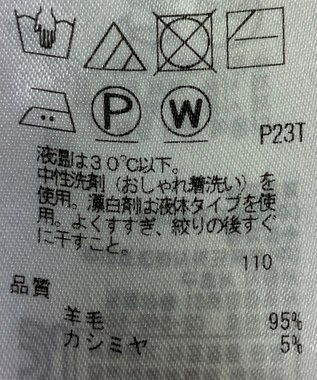 P W
P23T
液温は30℃以下。
中性洗剤（おしゃれ着洗い）を
使用。漂白剤は液体タイプを使
用。よくすすぎ、絞りの後すぐ
に干すこと。
110
品質
羊毛 95%
カシミヤ 5%